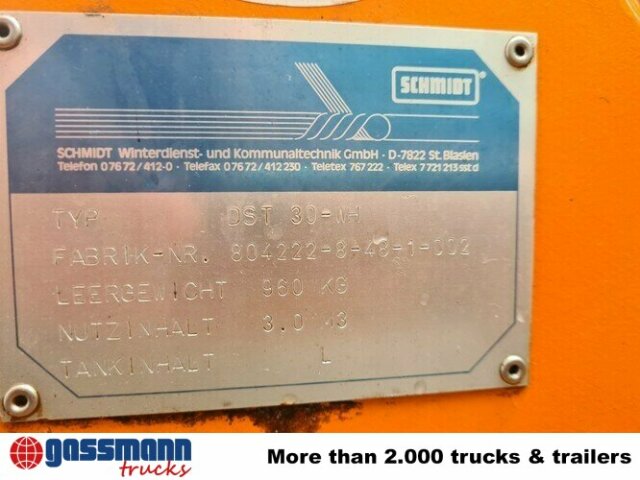 SCHMIDT®
SCHMIDT Winterdienst- und Kommunaltechnik GmbH · D-7822 St. Blasien
Telefon 07672/412-0 · Telefax 07672/412230 · Teletex 767222 · Telex 7721213sstd
TYP DST 30-WH
FABRIK-NR. 804222-8-48-1-002
LEERGEWICHT 960 KG
NUTZINHALT 3.0 M3
TANKINHALT L
gassmann
trucks
More than 2.000 trucks & trailers